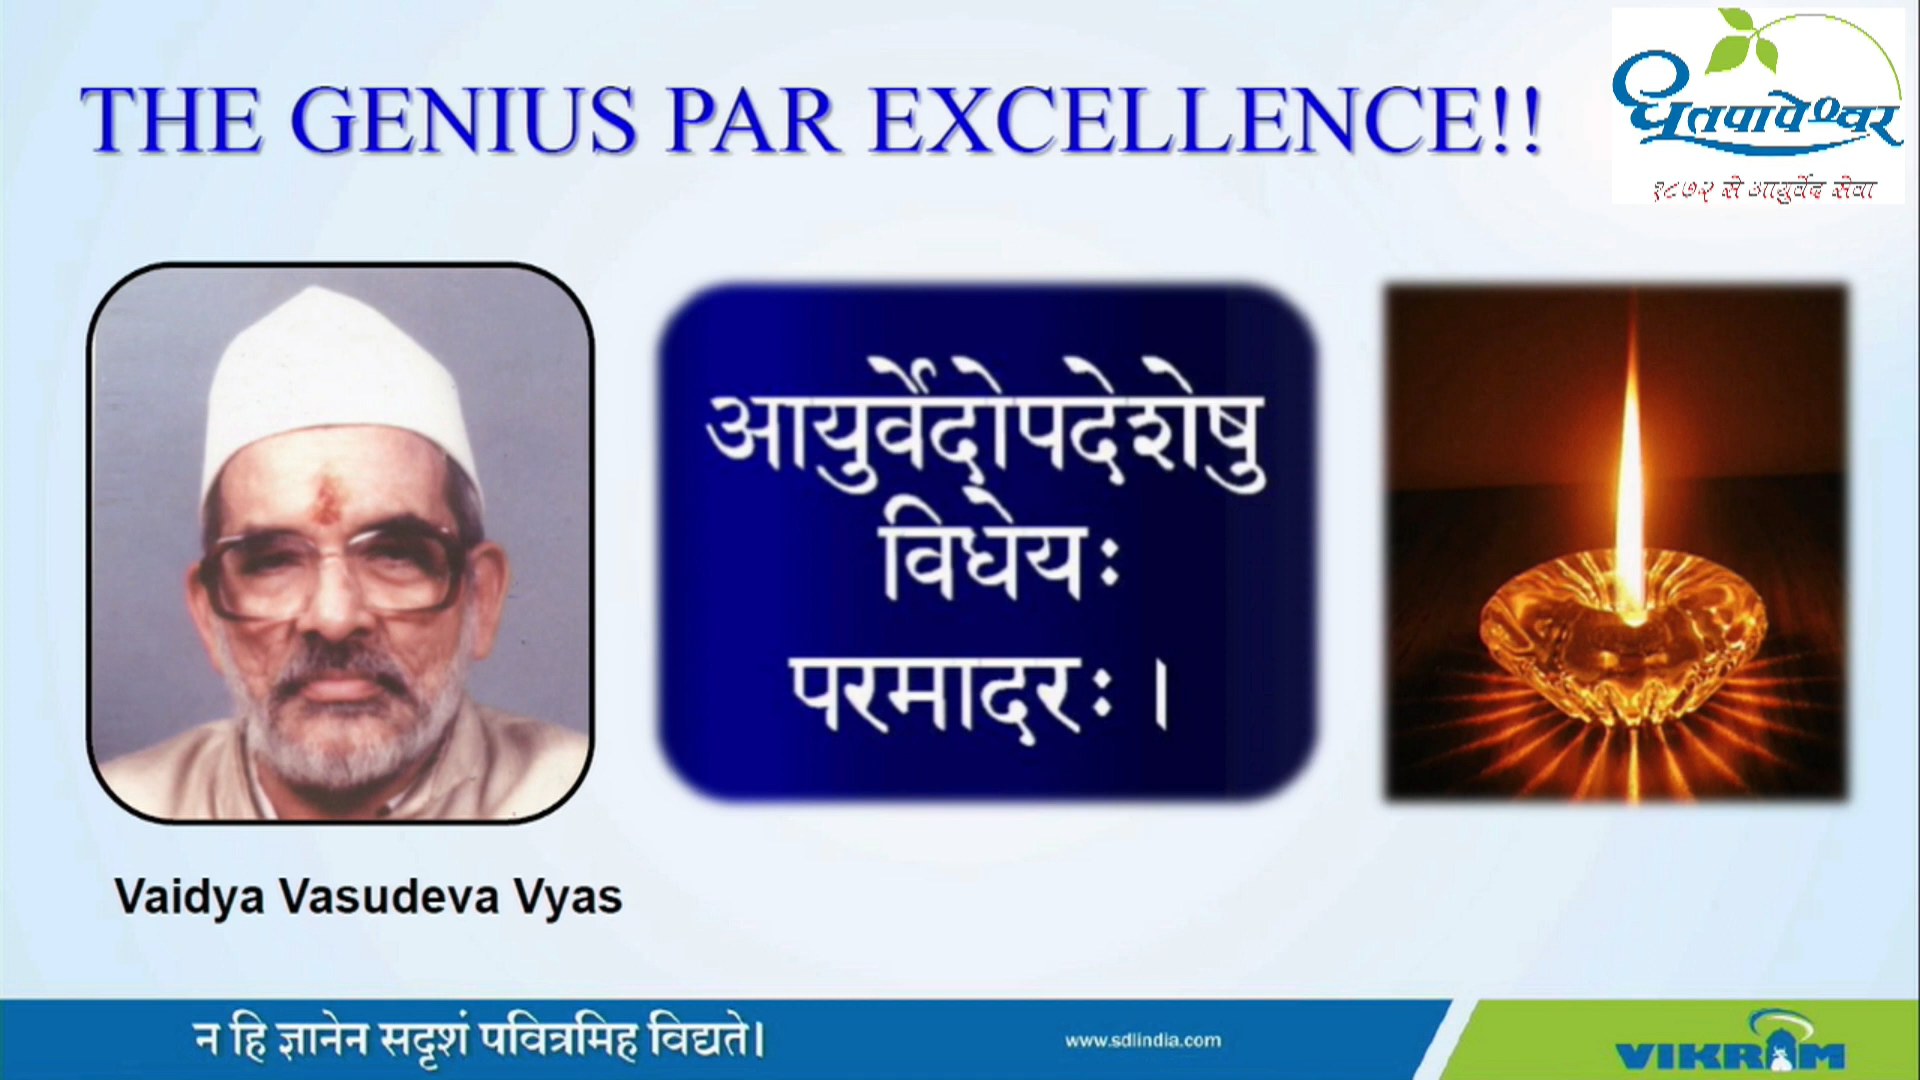 THE GENIUS PAR EXCELLENCE!!
धूतपापेश्वर
१८७२ से आयुर्वेद सेवा
आयुर्वेदोपदेशेषु
विधेयः
परमादरः ।
Vaidya Vasudeva Vyas
न हि ज्ञानेन सदृशं पवित्रमिह विद्यते।
www.sdlindia.com
VIKRAM